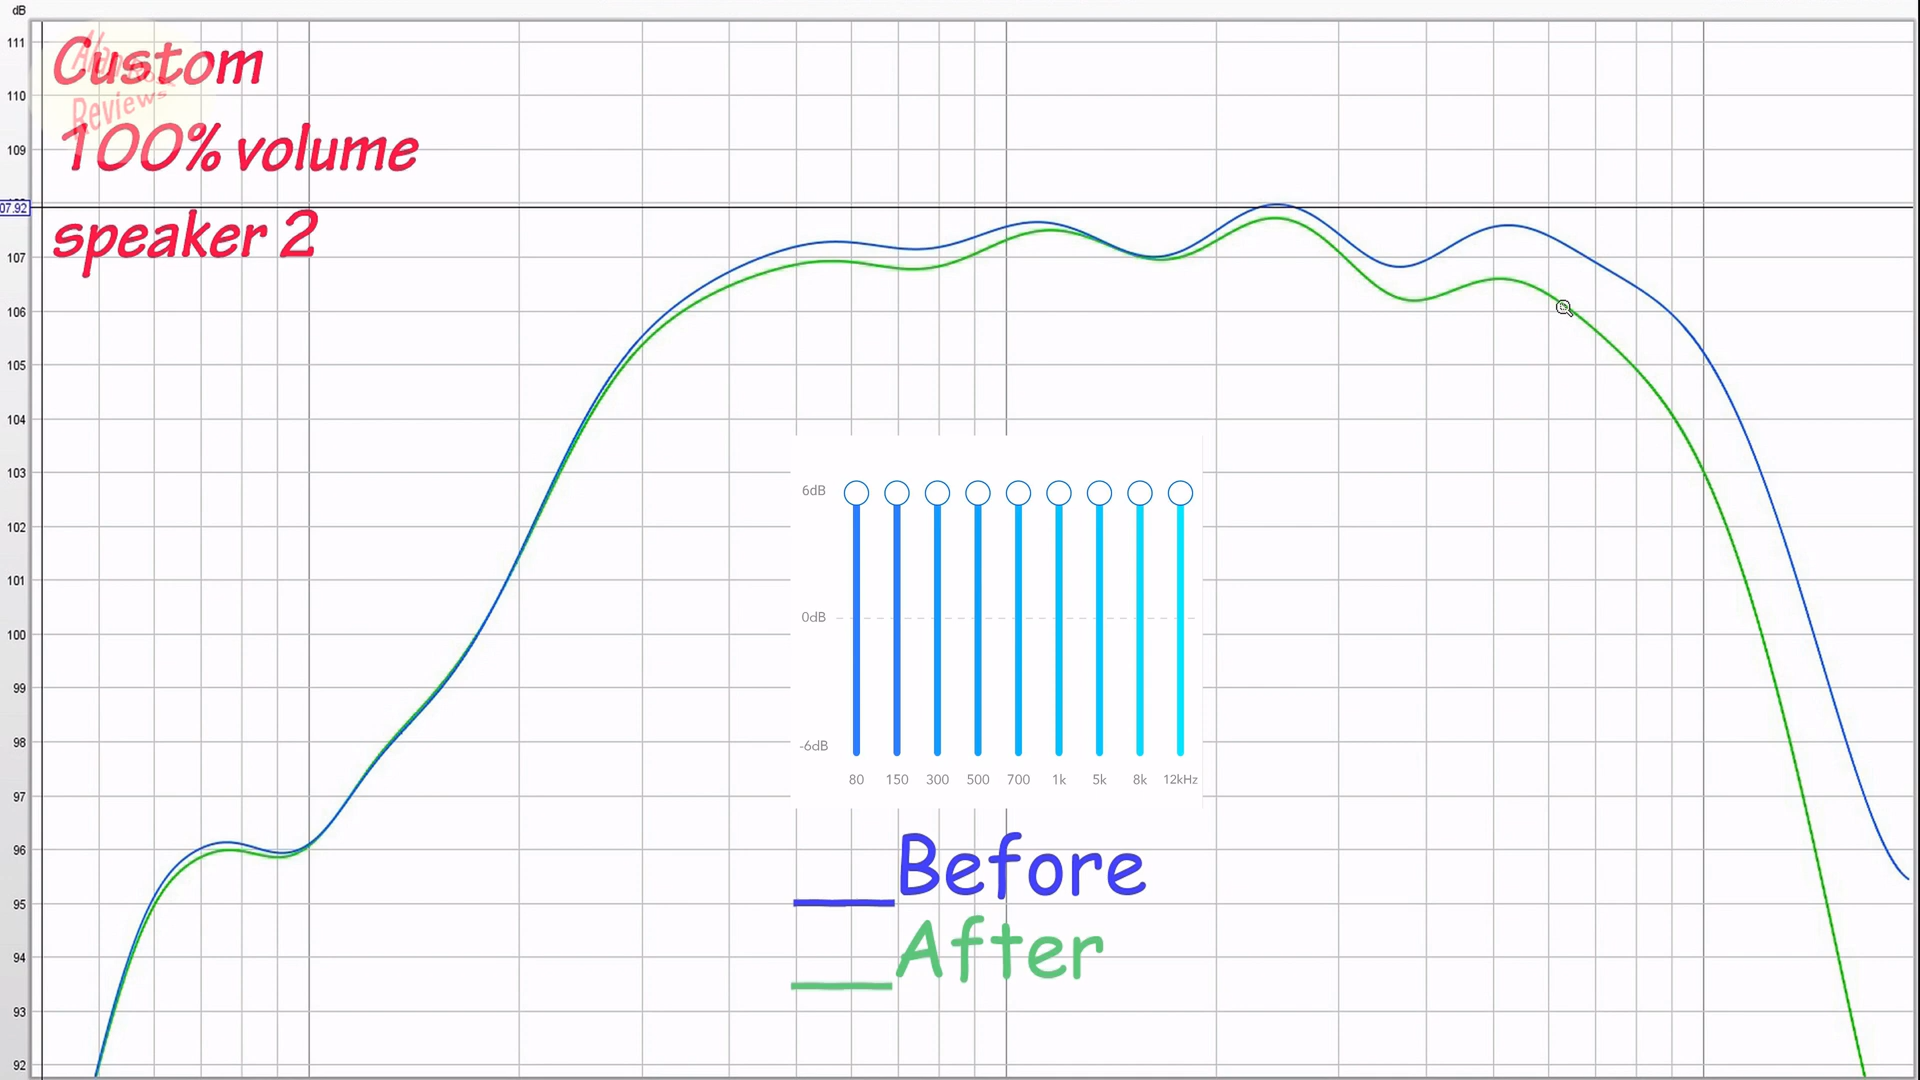 dB
111
Custom
Reviews
110
100% volume
109
07.92
speaker 2
107
106
105
104
103
102
101
100
99
98
97
96
95
94
93
92
6dB
0dB
-6dB
80 150 300 500 700 1k 5k 8k 12kHz
Before
After